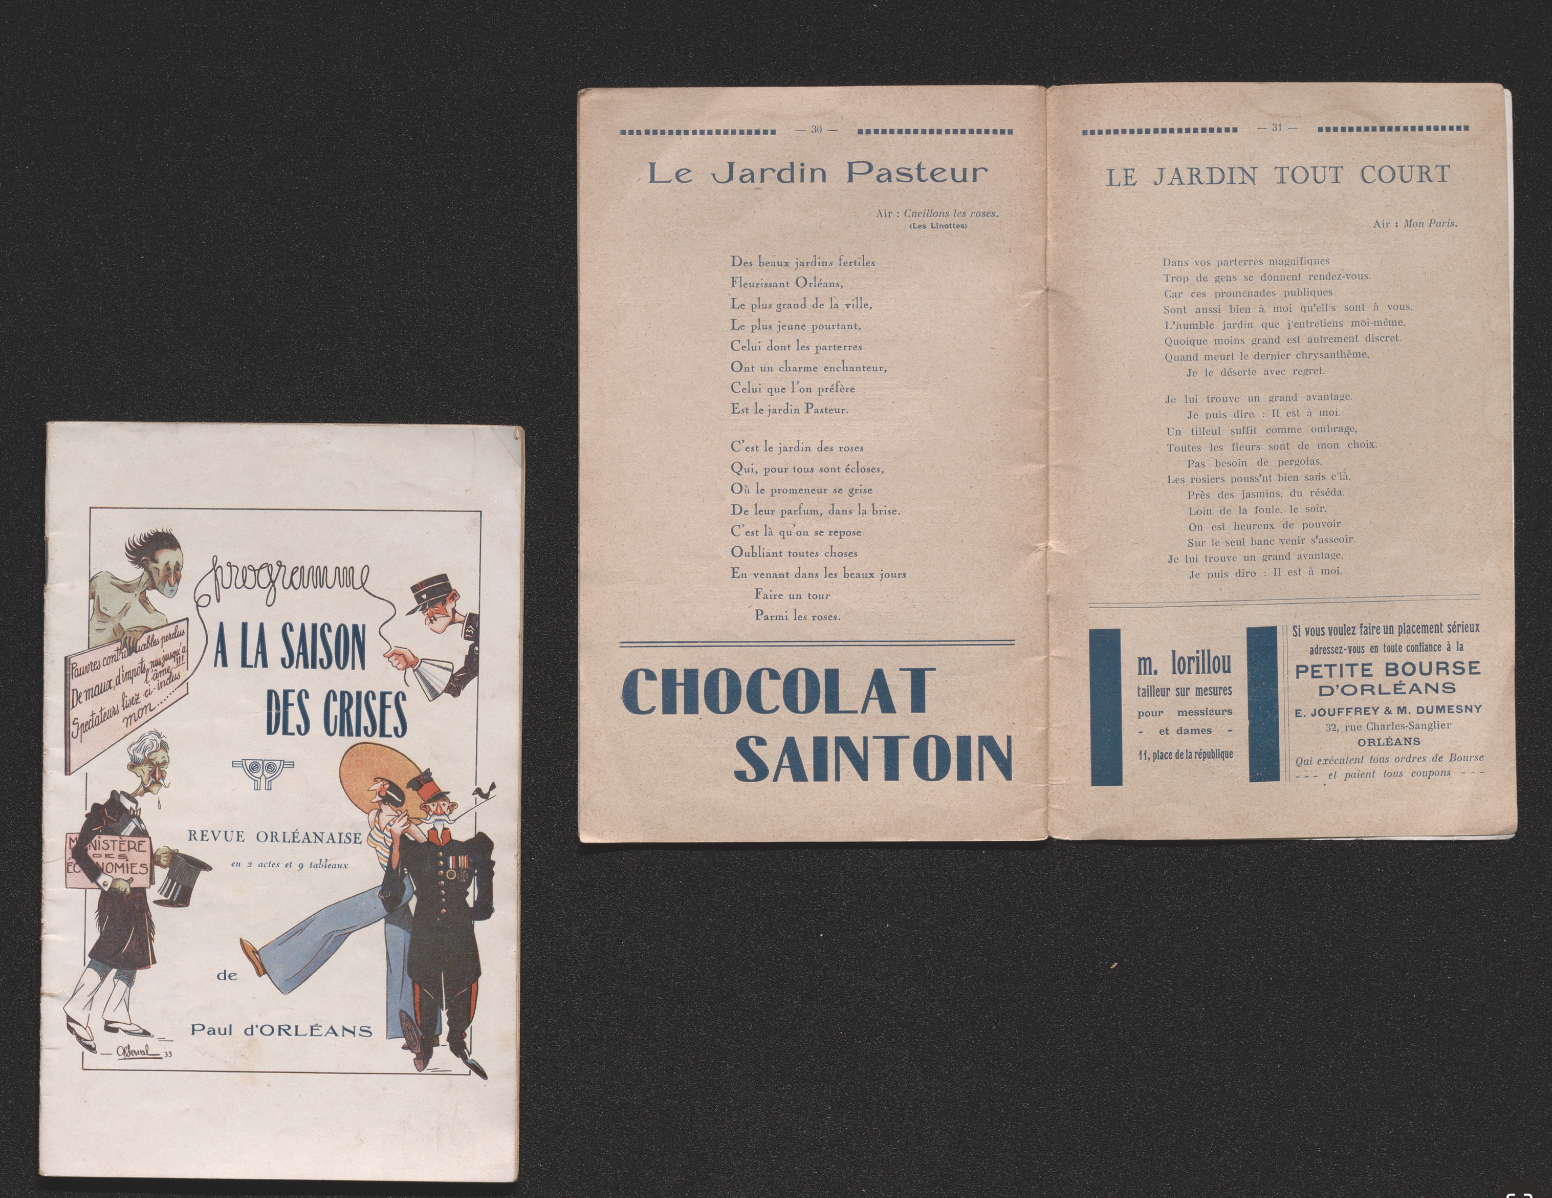 programme
A LA SAISON
DES CRISES
Pauvres contribuables perclus
De maux, d'impôts, nus jusqu'à
l'âme !!!
Spectateurs lisez ci-inclus
mon......
MINISTÈRE
DES
ÉCONOMIES
137
REVUE ORLÉANAISE
en 2 actes et 9 tableaux
de
Paul d'ORLÉANS
33
— 30 —
Le Jardin Pasteur
Air : Cueillons les roses.
(Les Linottes)
Des beaux jardins fertiles
Fleurissant Orléans,
Le plus grand de la ville,
Le plus jeune pourtant,
Celui dont les parterres
Ont un charme enchanteur,
Celui que l'on préfère
Est le jardin Pasteur.
C'est le jardin des roses
Qui, pour tous sont écloses,
Où le promeneur se grise
De leur parfum, dans la brise.
C'est là qu'on se repose
Oubliant toutes choses
En venant dans les beaux jours
Faire un tour
Parmi les roses.
CHOCOLAT
SAINTOIN
— 31 —
LE JARDIN TOUT COURT
Air : Mon Paris.
Dans vos parterres magnifiques
Trop de gens se donnent rendez-vous.
Car ces promenades publiques
Sont aussi bien à moi qu'ell's sont à vous.
L'humble jardin que j'entretiens moi-même,
Quoique moins grand est autrement discret.
Quand meurt le dernier chrysanthème,
Je le déserte avec regret.
Je lui trouve un grand avantage.
Je puis dire : Il est à moi.
Un tilleul suffit comme ombrage,
Toutes les fleurs sont de mon choix.
Pas besoin de pergolas.
Les rosiers pouss'nt bien sans c'là.
Près des jasmins, du réséda.
Loin de la foule, le soir,
On est heureux de pouvoir
Sur le seul banc venir s'asseoir.
Je lui trouve un grand avantage,
Je puis dire : Il est à moi.
m. lorillou
tailleur sur mesures
pour messieurs
- et dames -
11, place de la république
Si vous voulez faire un placement sérieux
adressez-vous en toute confiance à la
PETITE BOURSE
D'ORLÉANS
E. JOUFFREY & M. DUMESNY
32, rue Charles-Sanglier
ORLÉANS
Qui exécutent tous ordres de Bourse
- - - et paient tous coupons - - -